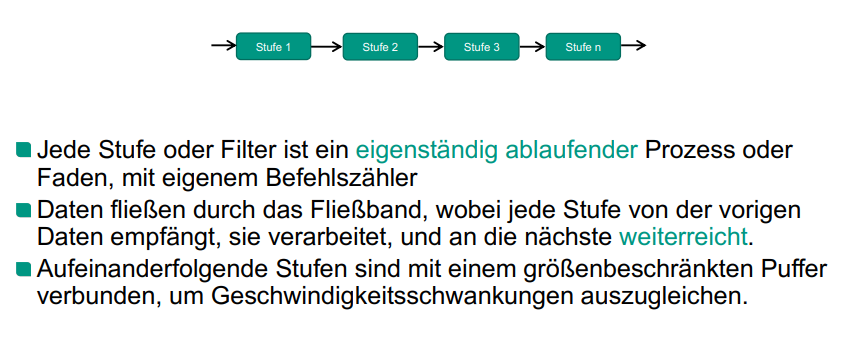 Stufe 1 Stufe 2 Stufe 3 Stufe n
Jede Stufe oder Filter ist ein eigenständig ablaufender Prozess oder
Faden, mit eigenem Befehlszähler
Daten fließen durch das Fließband, wobei jede Stufe von der vorigen
Daten empfängt, sie verarbeitet, und an die nächste weiterreicht.
Aufeinanderfolgende Stufen sind mit einem größenbeschränkten Puffer
verbunden, um Geschwindigkeitsschwankungen auszugleichen.